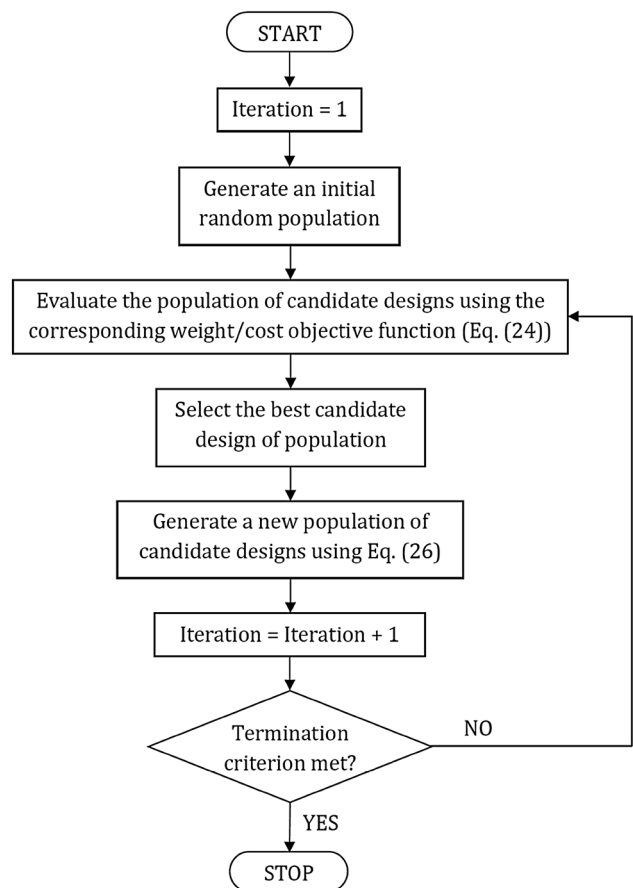 START
Iteration = 1
Generate an initial
random population
Evaluate the population of candidate designs using the
corresponding weight/cost objective function (Eq. (24))
Select the best candidate
design of population
Generate a new population of
candidate designs using Eq. (26)
Iteration = Iteration + 1
Termination
criterion met?
NO
YES
STOP